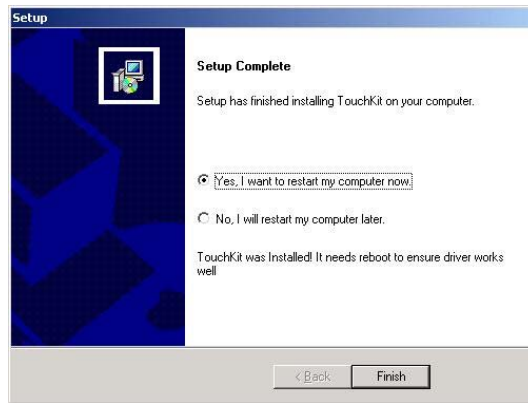 Setup
Setup Complete
Setup has finished installing TouchKit on your computer.
Yes, I want to restart my computer now.
No, I will restart my computer later.
TouchKit was Installed! It needs reboot to ensure driver works
well
< Back
Finish